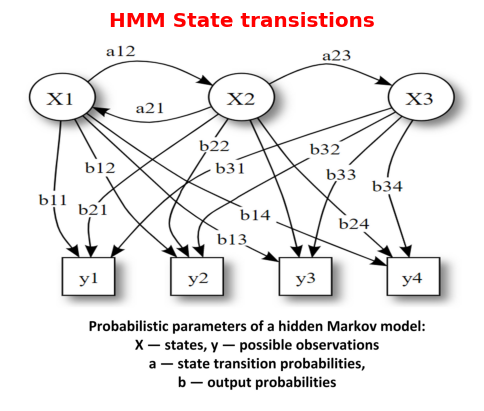 HMM State transistions
a12
a23
X1
X2
X3
a21
b22
b12
b31
b32
b33
b34
b11
b21
b14
b24
b13
y1
y2
y3
y4
Probabilistic parameters of a hidden Markov model:
X — states, y — possible observations
a — state transition probabilities,
b — output probabilities